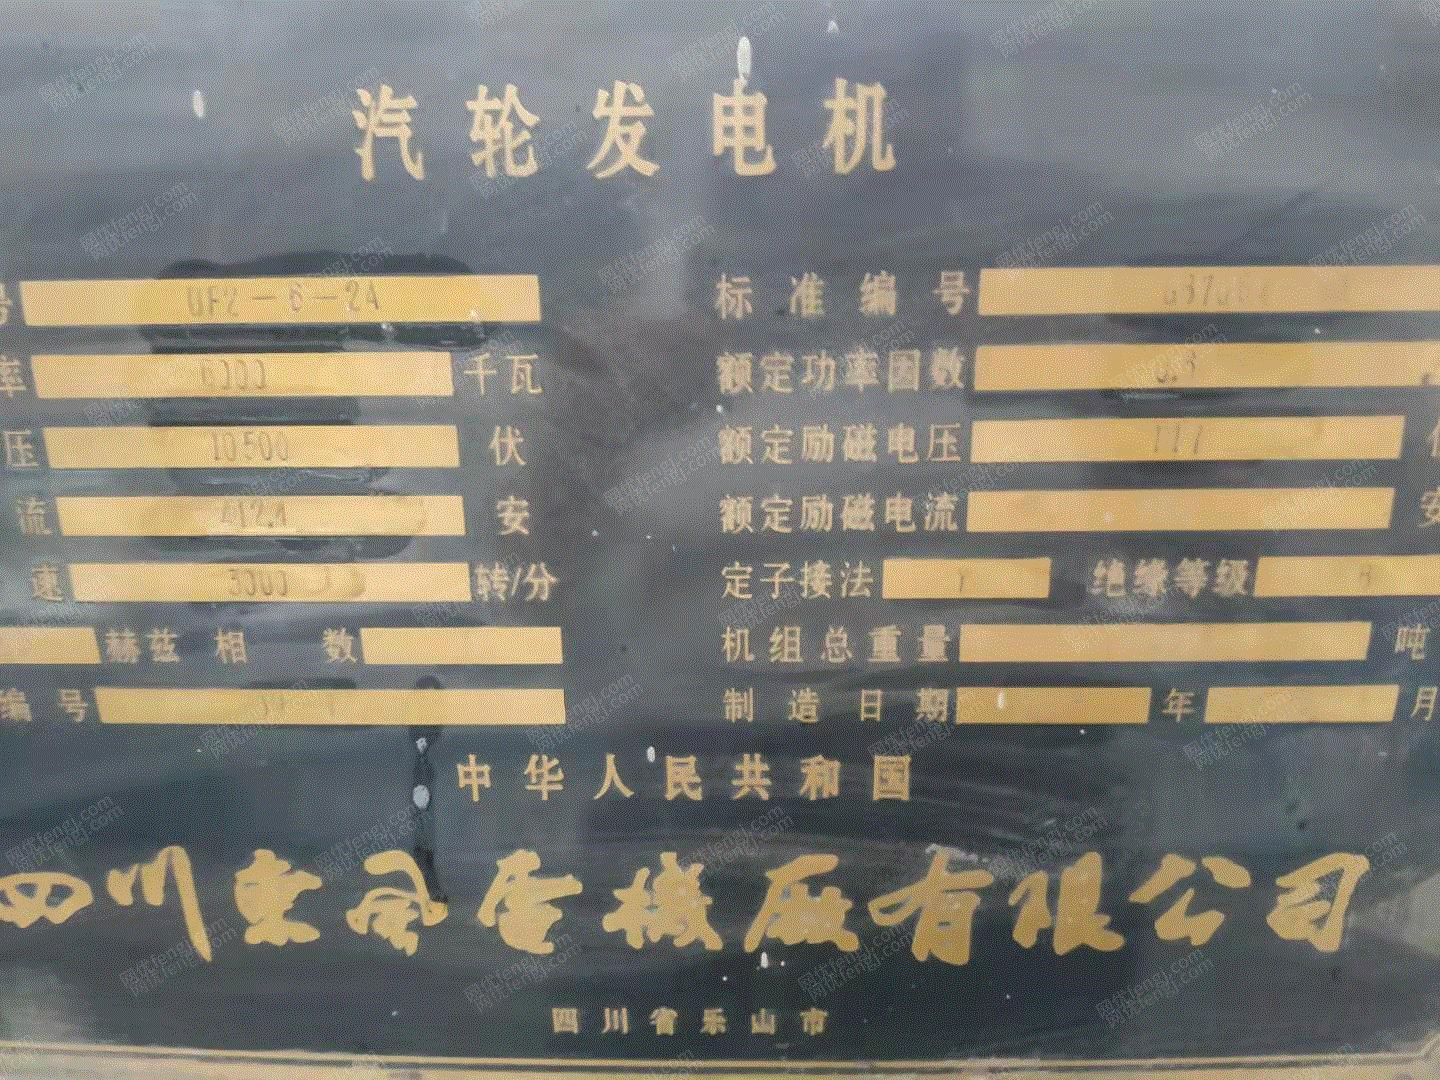 汽轮发电机
号 QF2-6-2A 标准编号
率 6000 千瓦 额定功率因数 0.8
压 10500 伏 额定励磁电压
流 412.4 安 额定励磁电流 安
速 3000 转/分 定子接法 Y 绝缘等级 B
赫兹 相数 机组总重量 吨
编号 制造日期 年 月
中华人民共和国
四川东风电機厰有限公司
四川省乐山市